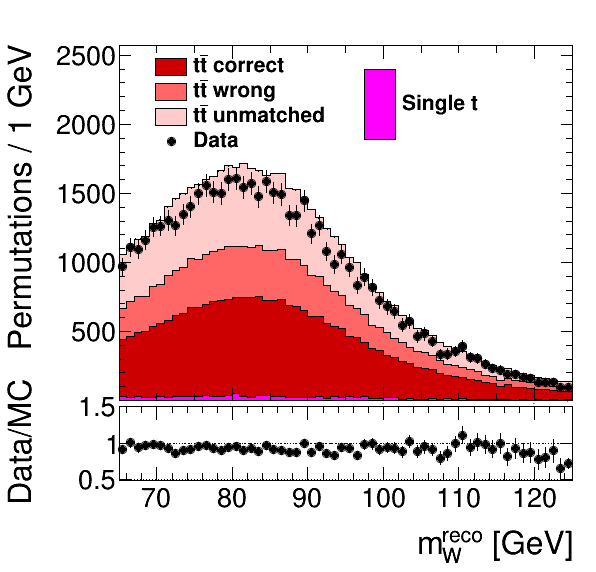 Permutations / 1 GeV
2500
2000
1500
1000
500
tt̄ correct
tt̄ wrong
tt̄ unmatched
Data
Single t
Data/MC
1.5
1
0.5
70 80 90 100 110 120
m_W^reco [GeV]